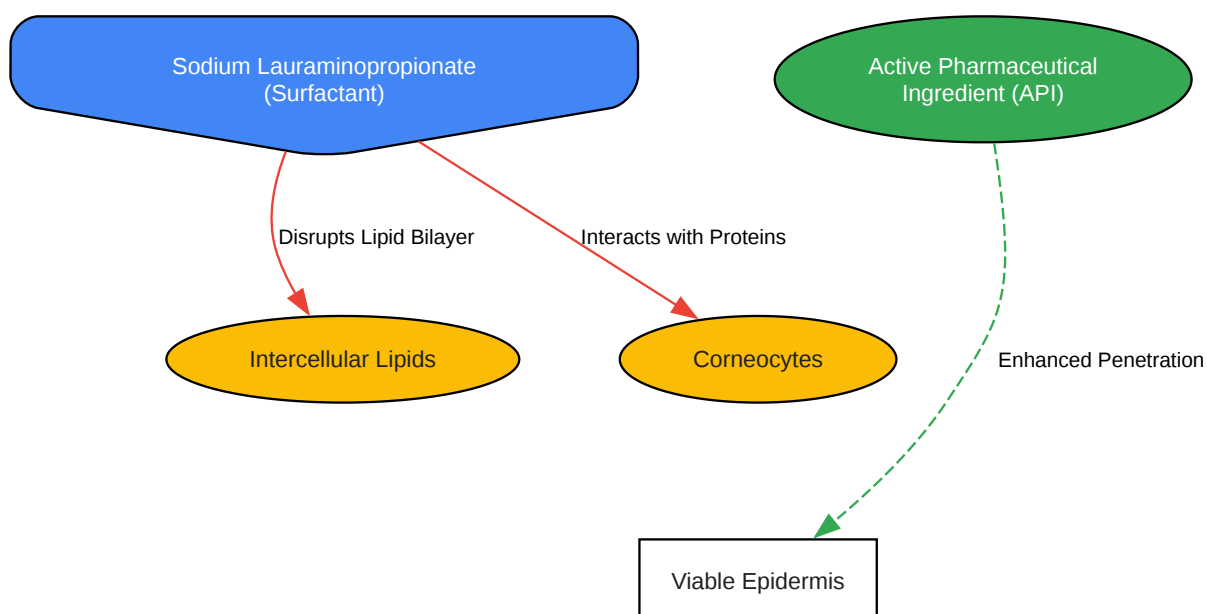 Sodium Lauraminopropionate
(Surfactant)
Active Pharmaceutical
Ingredient (API)
Disrupts Lipid Bilayer
Interacts with Proteins
Intercellular Lipids
Corneocytes
Enhanced Penetration
Viable Epidermis